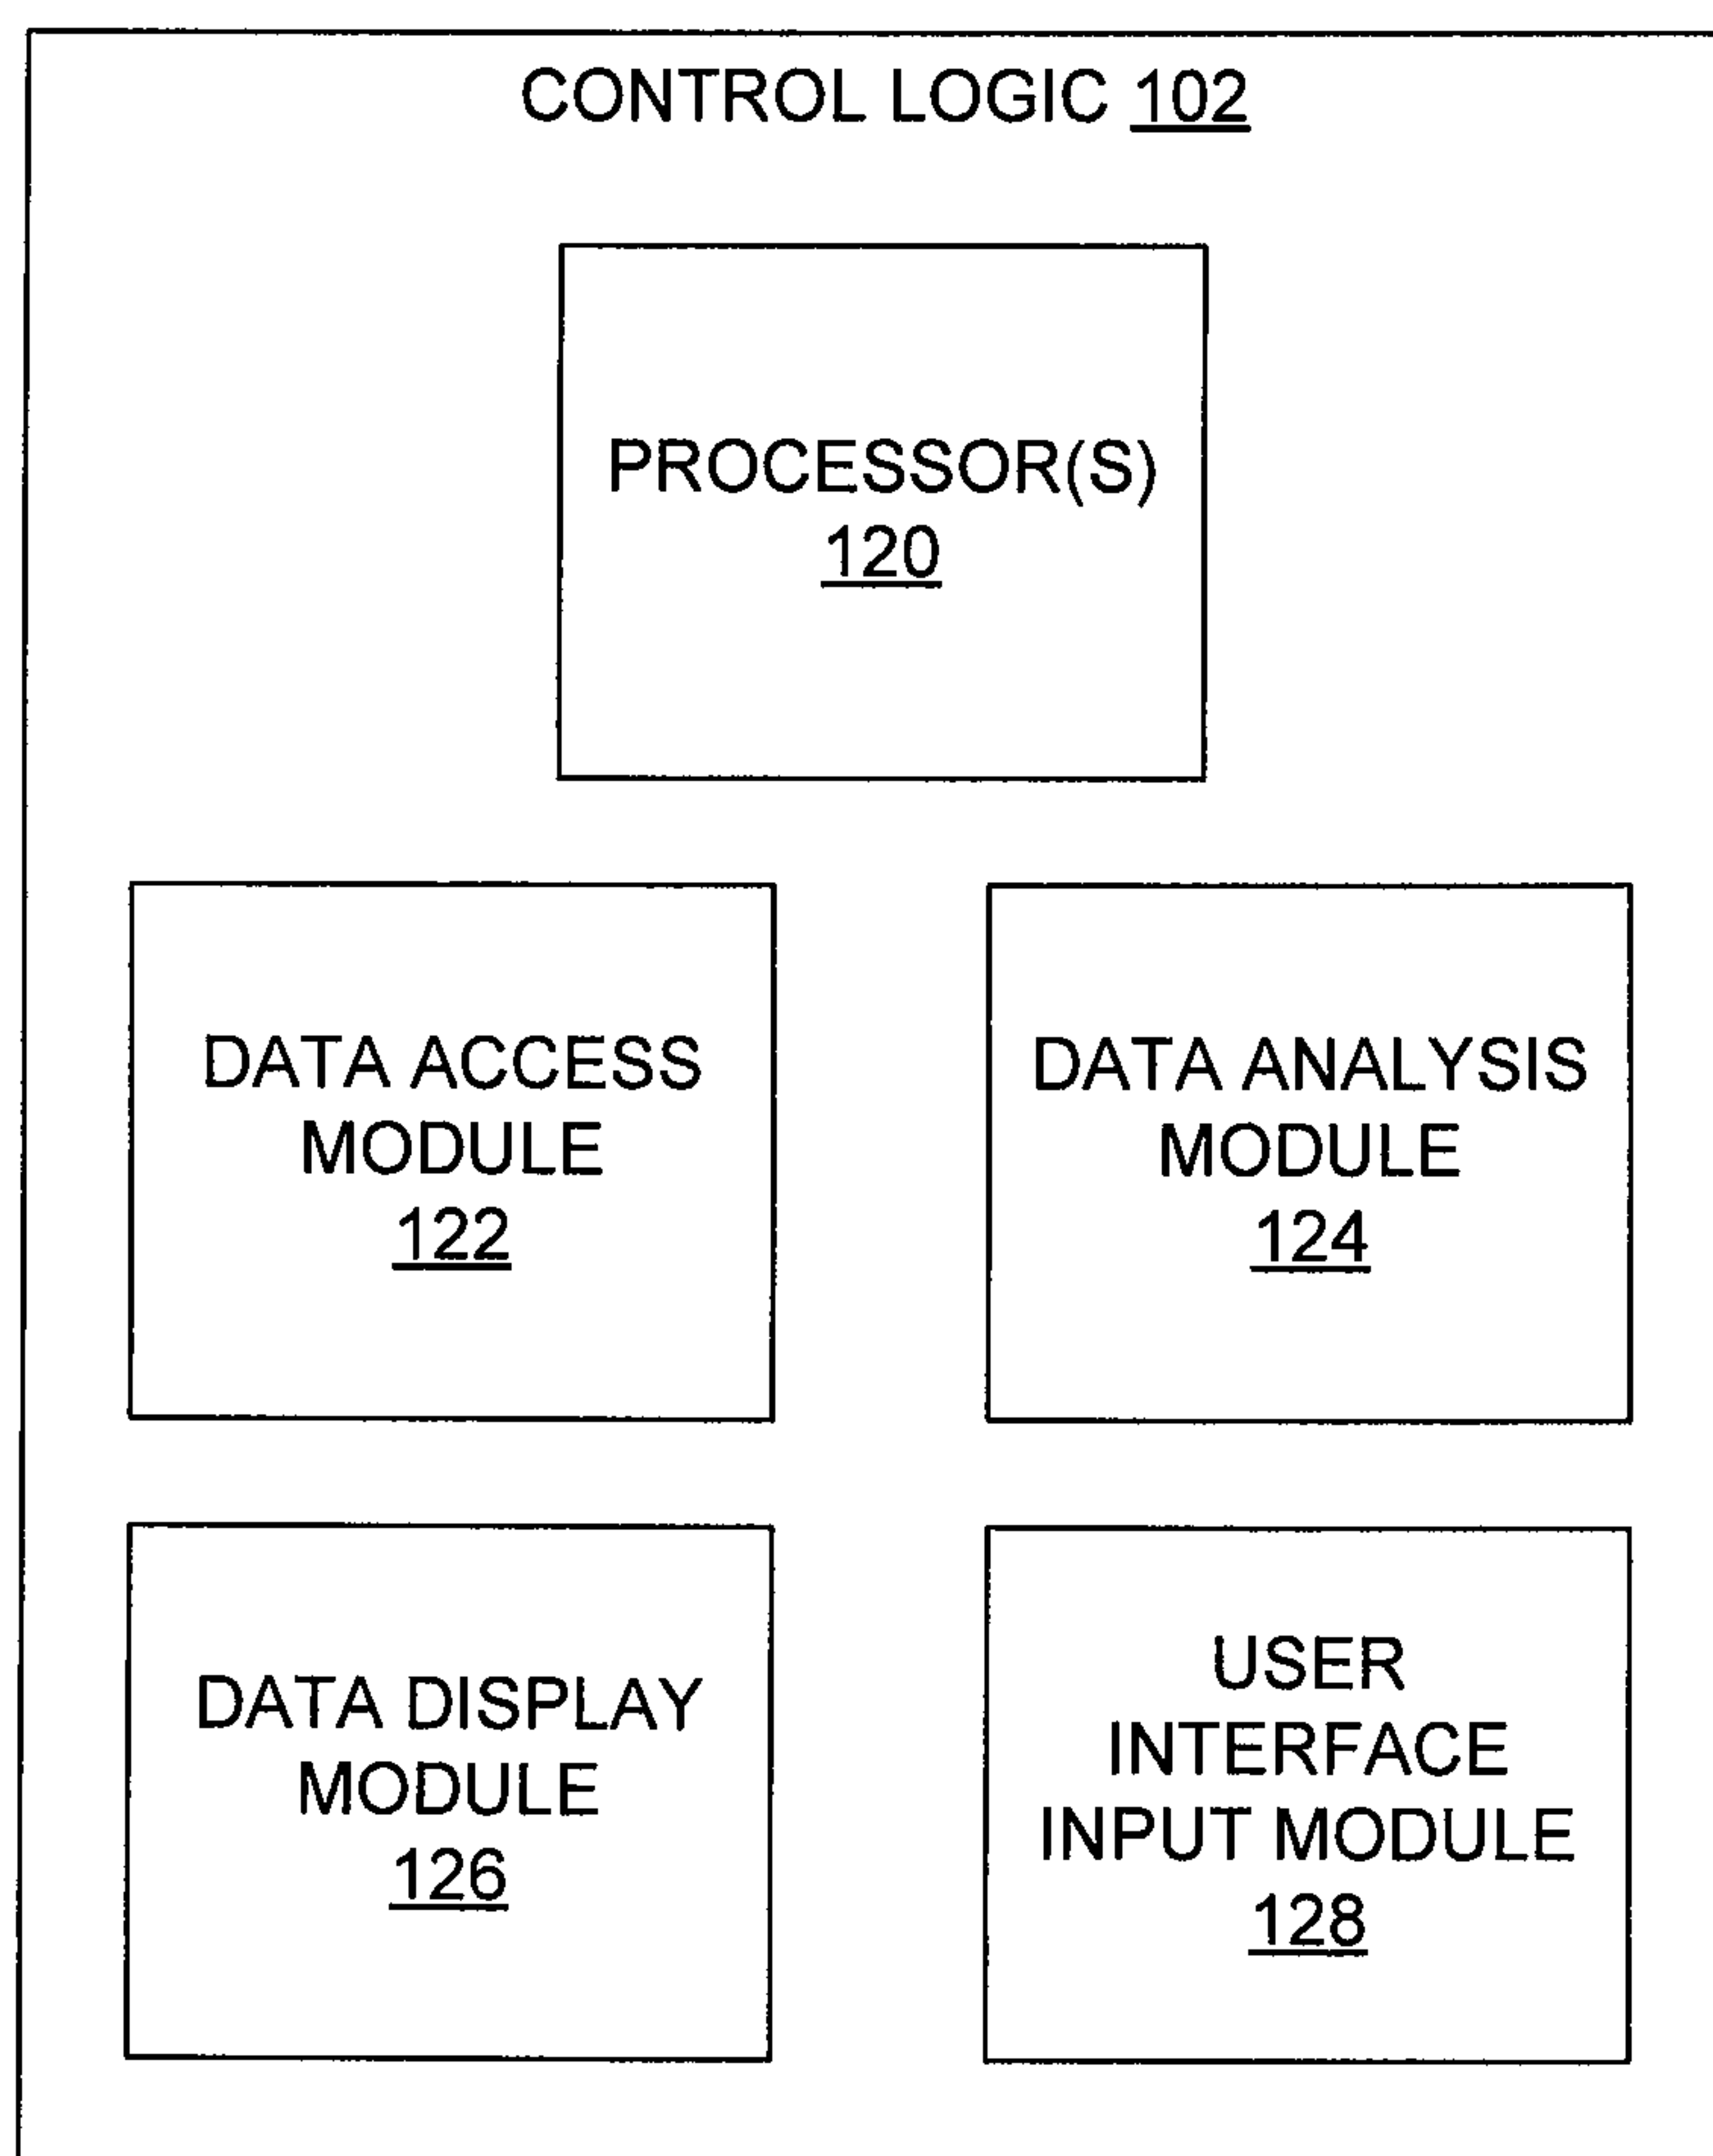 CONTROL LOGIC 102
PROCESSOR(S)
120
DATA ACCESS
MODULE
122
DATA ANALYSIS
MODULE
124
DATA DISPLAY
MODULE
126
USER
INTERFACE
INPUT MODULE
128